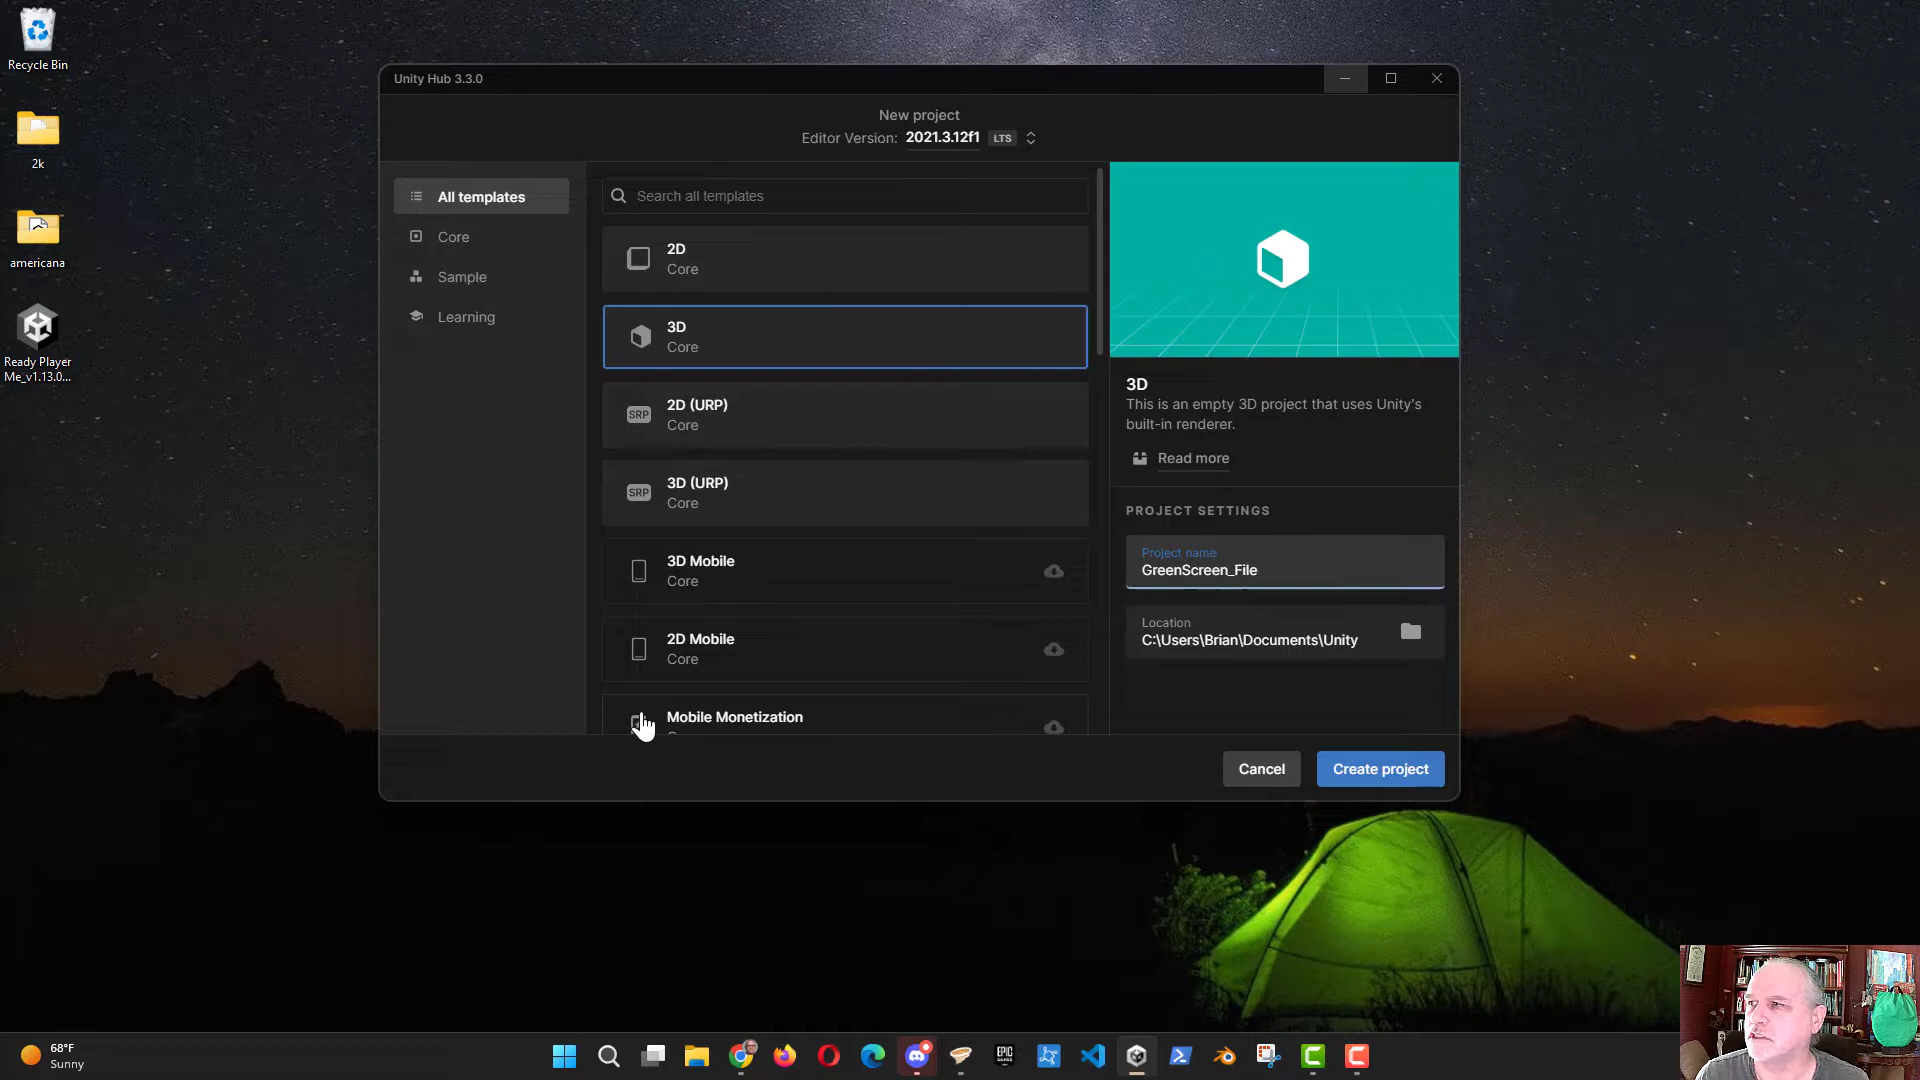 Recycle Bin
2k
americana
Ready Player
Me_v1.13.0...
Unity Hub 3.3.0
New project
Editor Version: 2021.3.12f1 LTS
All templates
Core
Sample
Learning
Search all templates
2D
Core
3D
Core
SRP
2D (URP)
Core
SRP
3D (URP)
Core
3D Mobile
Core
2D Mobile
Core
Mobile Monetization
3D
This is an empty 3D project that uses Unity's
built-in renderer.
Read more
PROJECT SETTINGS
Project name
GreenScreen_File
Location
C:\Users\Brian\Documents\Unity
Cancel
Create project
68°F
Sunny
EPIC